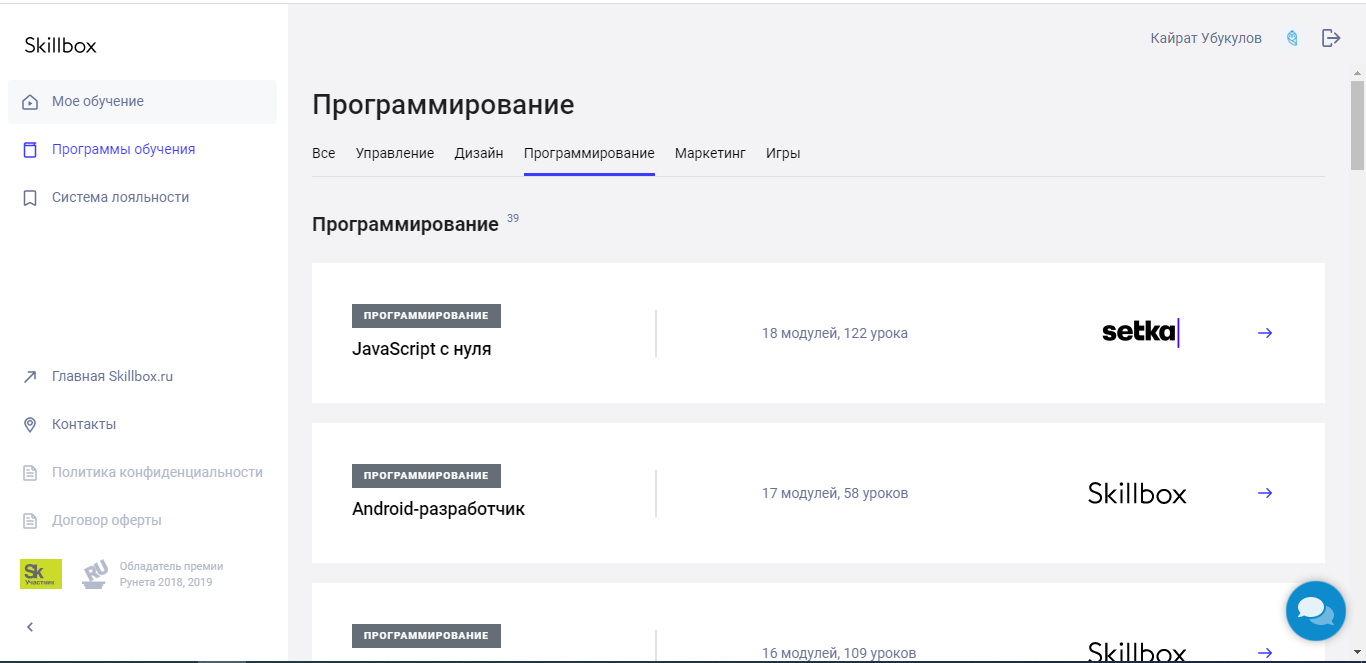 Skillbox
Мое обучение
Программы обучения
Система лояльности
Главная Skillbox.ru
Контакты
Политика конфиденциальности
Договор оферты
Sk
Участник
RU
Обладатель премии
Рунета 2018, 2019
Кайрат Убукулов
Программирование
Все Управление Дизайн Программирование Маркетинг Игры
Программирование 39
ПРОГРАММИРОВАНИЕ
JavaScript с нуля
18 модулей, 122 урока
setka
ПРОГРАММИРОВАНИЕ
Android-разработчик
17 модулей, 58 уроков
Skillbox
ПРОГРАММИРОВАНИЕ
16 модулей, 109 уроков
Skillbox